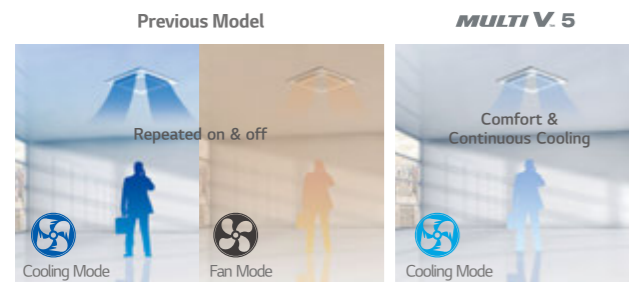 Previous Model
MULTI V. 5
Repeated on & off
Comfort &
Continuous Cooling
Cooling Mode
Fan Mode
Cooling Mode